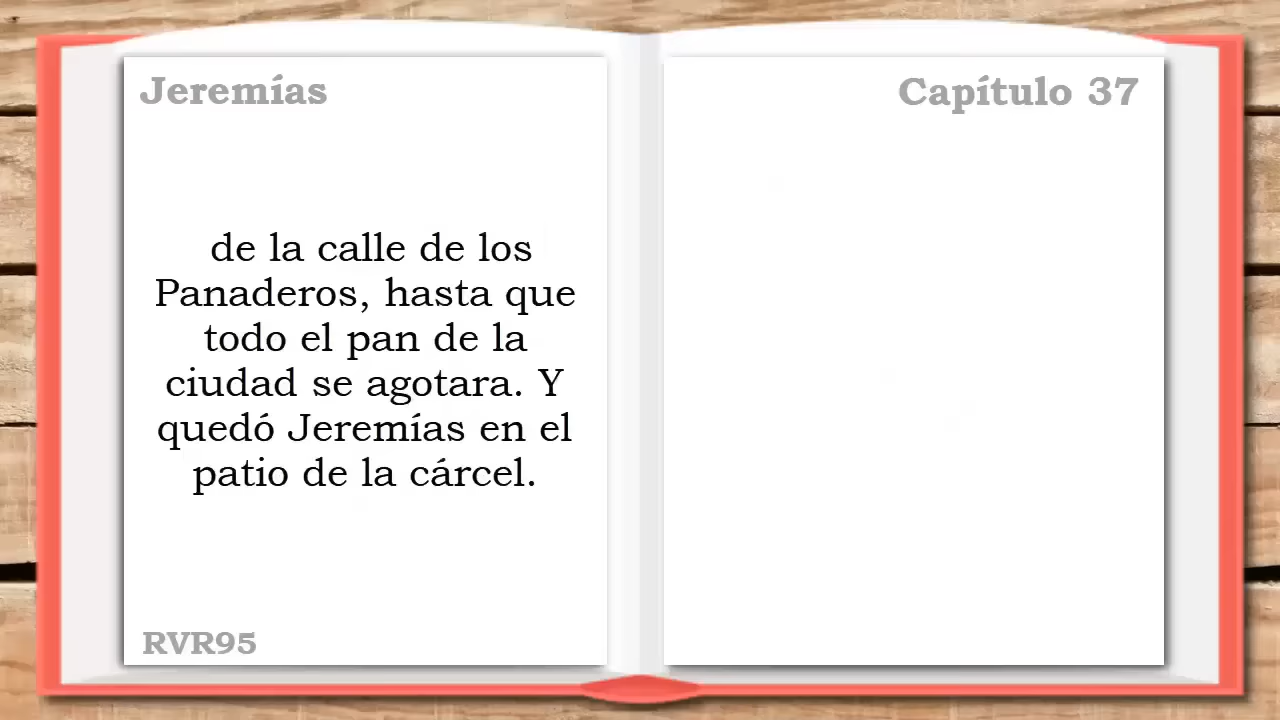 Jeremías
Capítulo 37
de la calle de los
Panaderos, hasta que
todo el pan de la
ciudad se agotara. Y
quedó Jeremías en el
patio de la cárcel.
RVR95